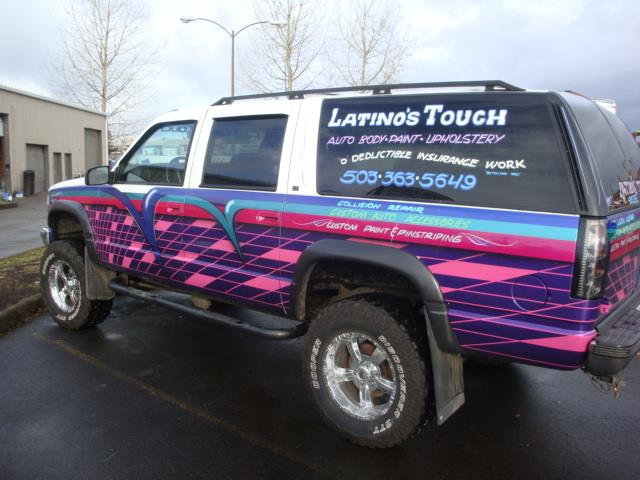 LATINO'S TOUCH
AUTO BODY·PAINT·UPHOLSTERY
O DEDUCTIBLE INSURANCE WORK
503·363·5649
COLLISION REPAIR
CUSTOM AUTO ACCESSORIES
CUSTOM PAINT & PINSTRIPING
COOPER DISCOVERER STT